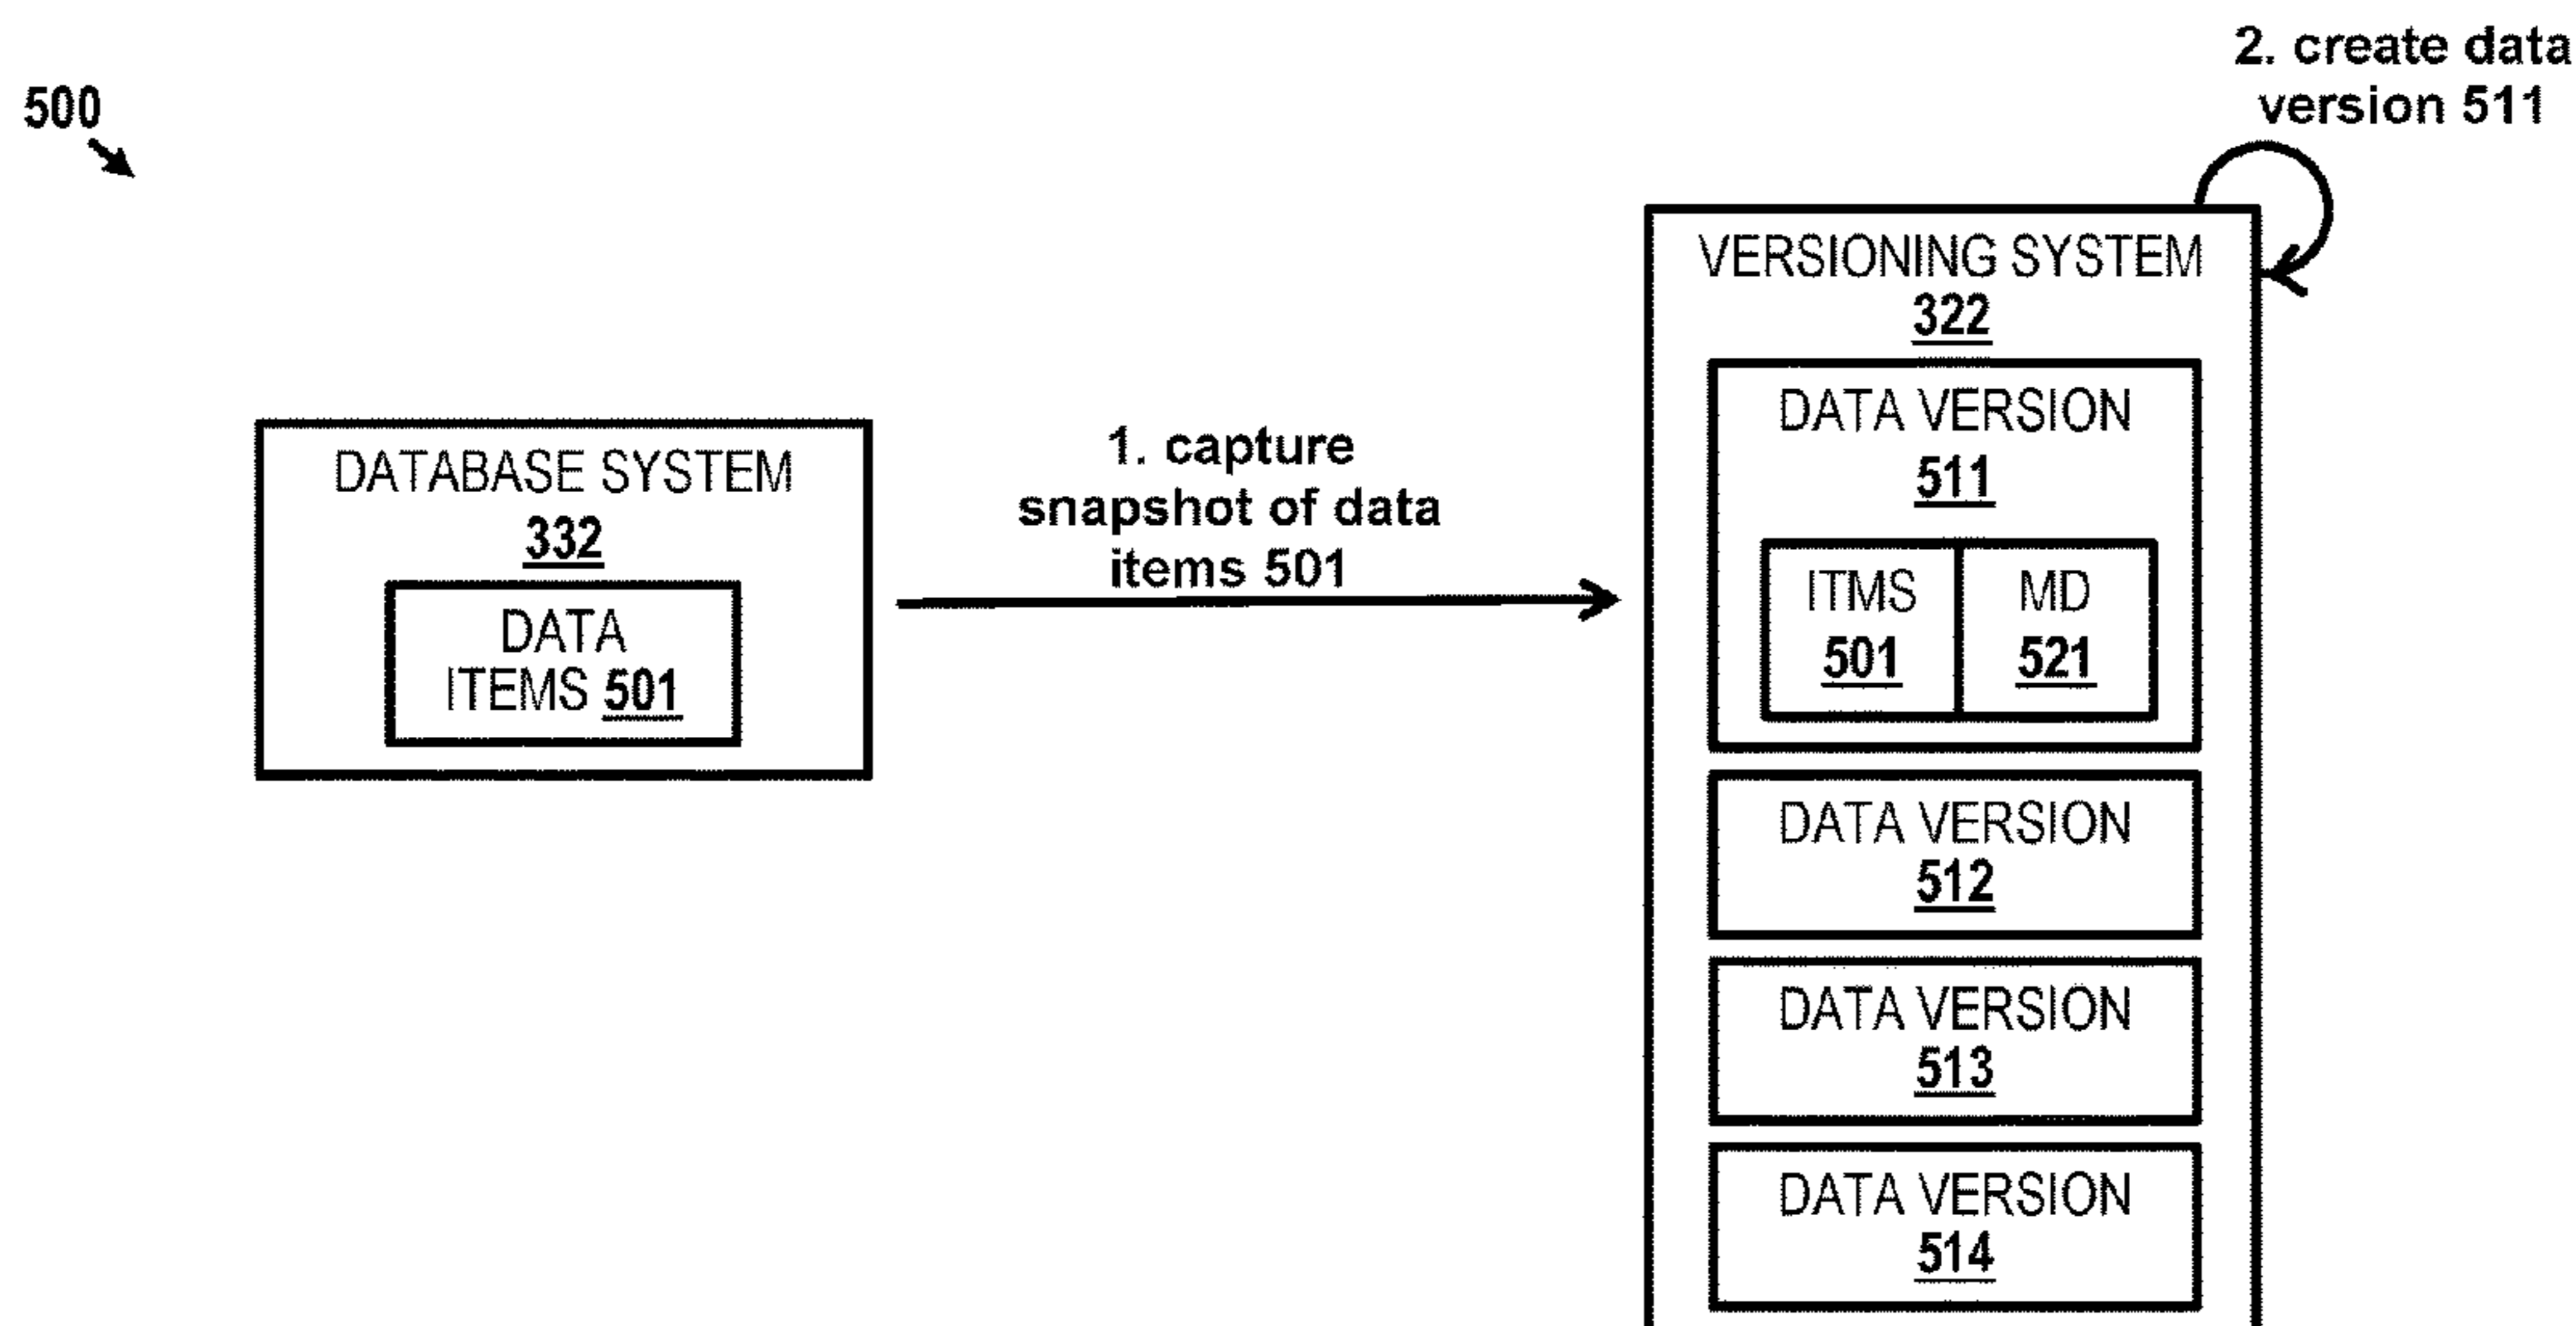 500
2. create data
version 511
DATABASE SYSTEM
332
DATA
ITEMS 501
1. capture
snapshot of data
items 501
VERSIONING SYSTEM
322
DATA VERSION
511
ITMS
501
MD
521
DATA VERSION
512
DATA VERSION
513
DATA VERSION
514